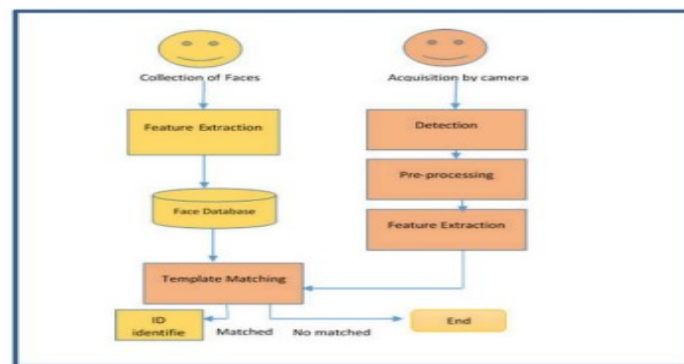 Collection of Faces
Acquisition by camera
Feature Extraction
Detection
Pre-processing
Face Database
Feature Extraction
Template Matching
ID
identifie
Matched
No matched
End